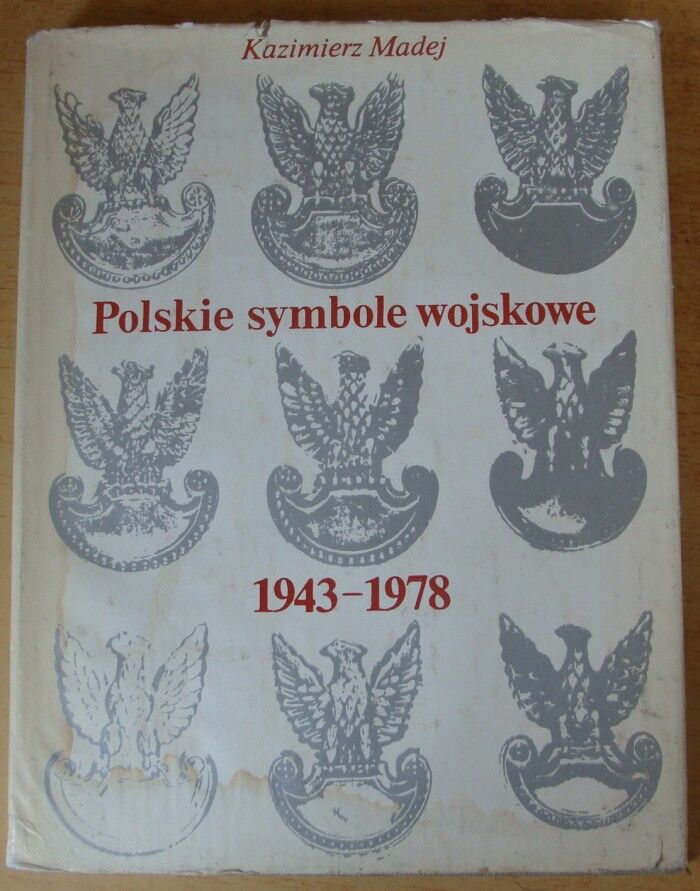 Kazimierz Madej
Polskie symbole wojskowe
1943-1978